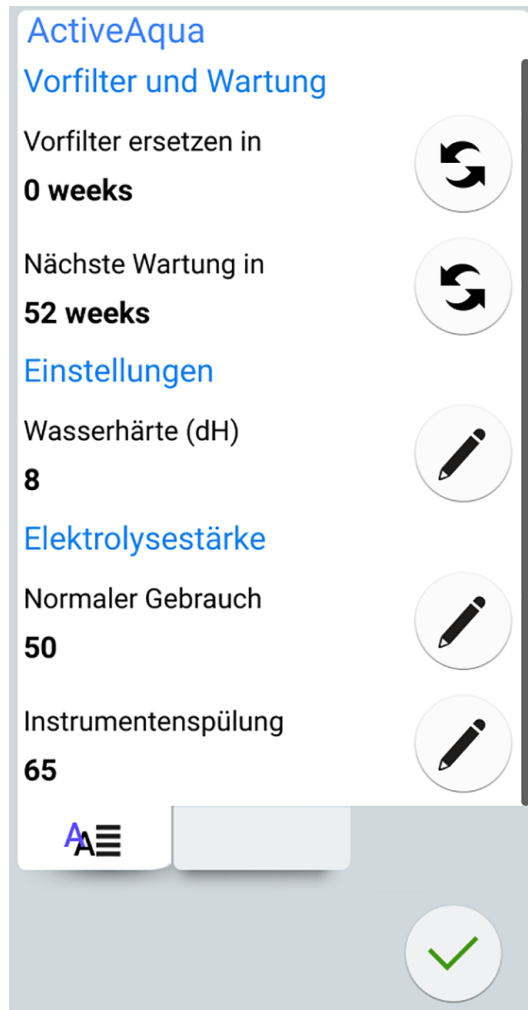 ActiveAqua
Vorfilter und Wartung
Vorfilter ersetzen in
0 weeks
Nächste Wartung in
52 weeks
Einstellungen
Wasserhärte (dH)
8
Elektrolysestärke
Normaler Gebrauch
50
Instrumentenspülung
65
AA